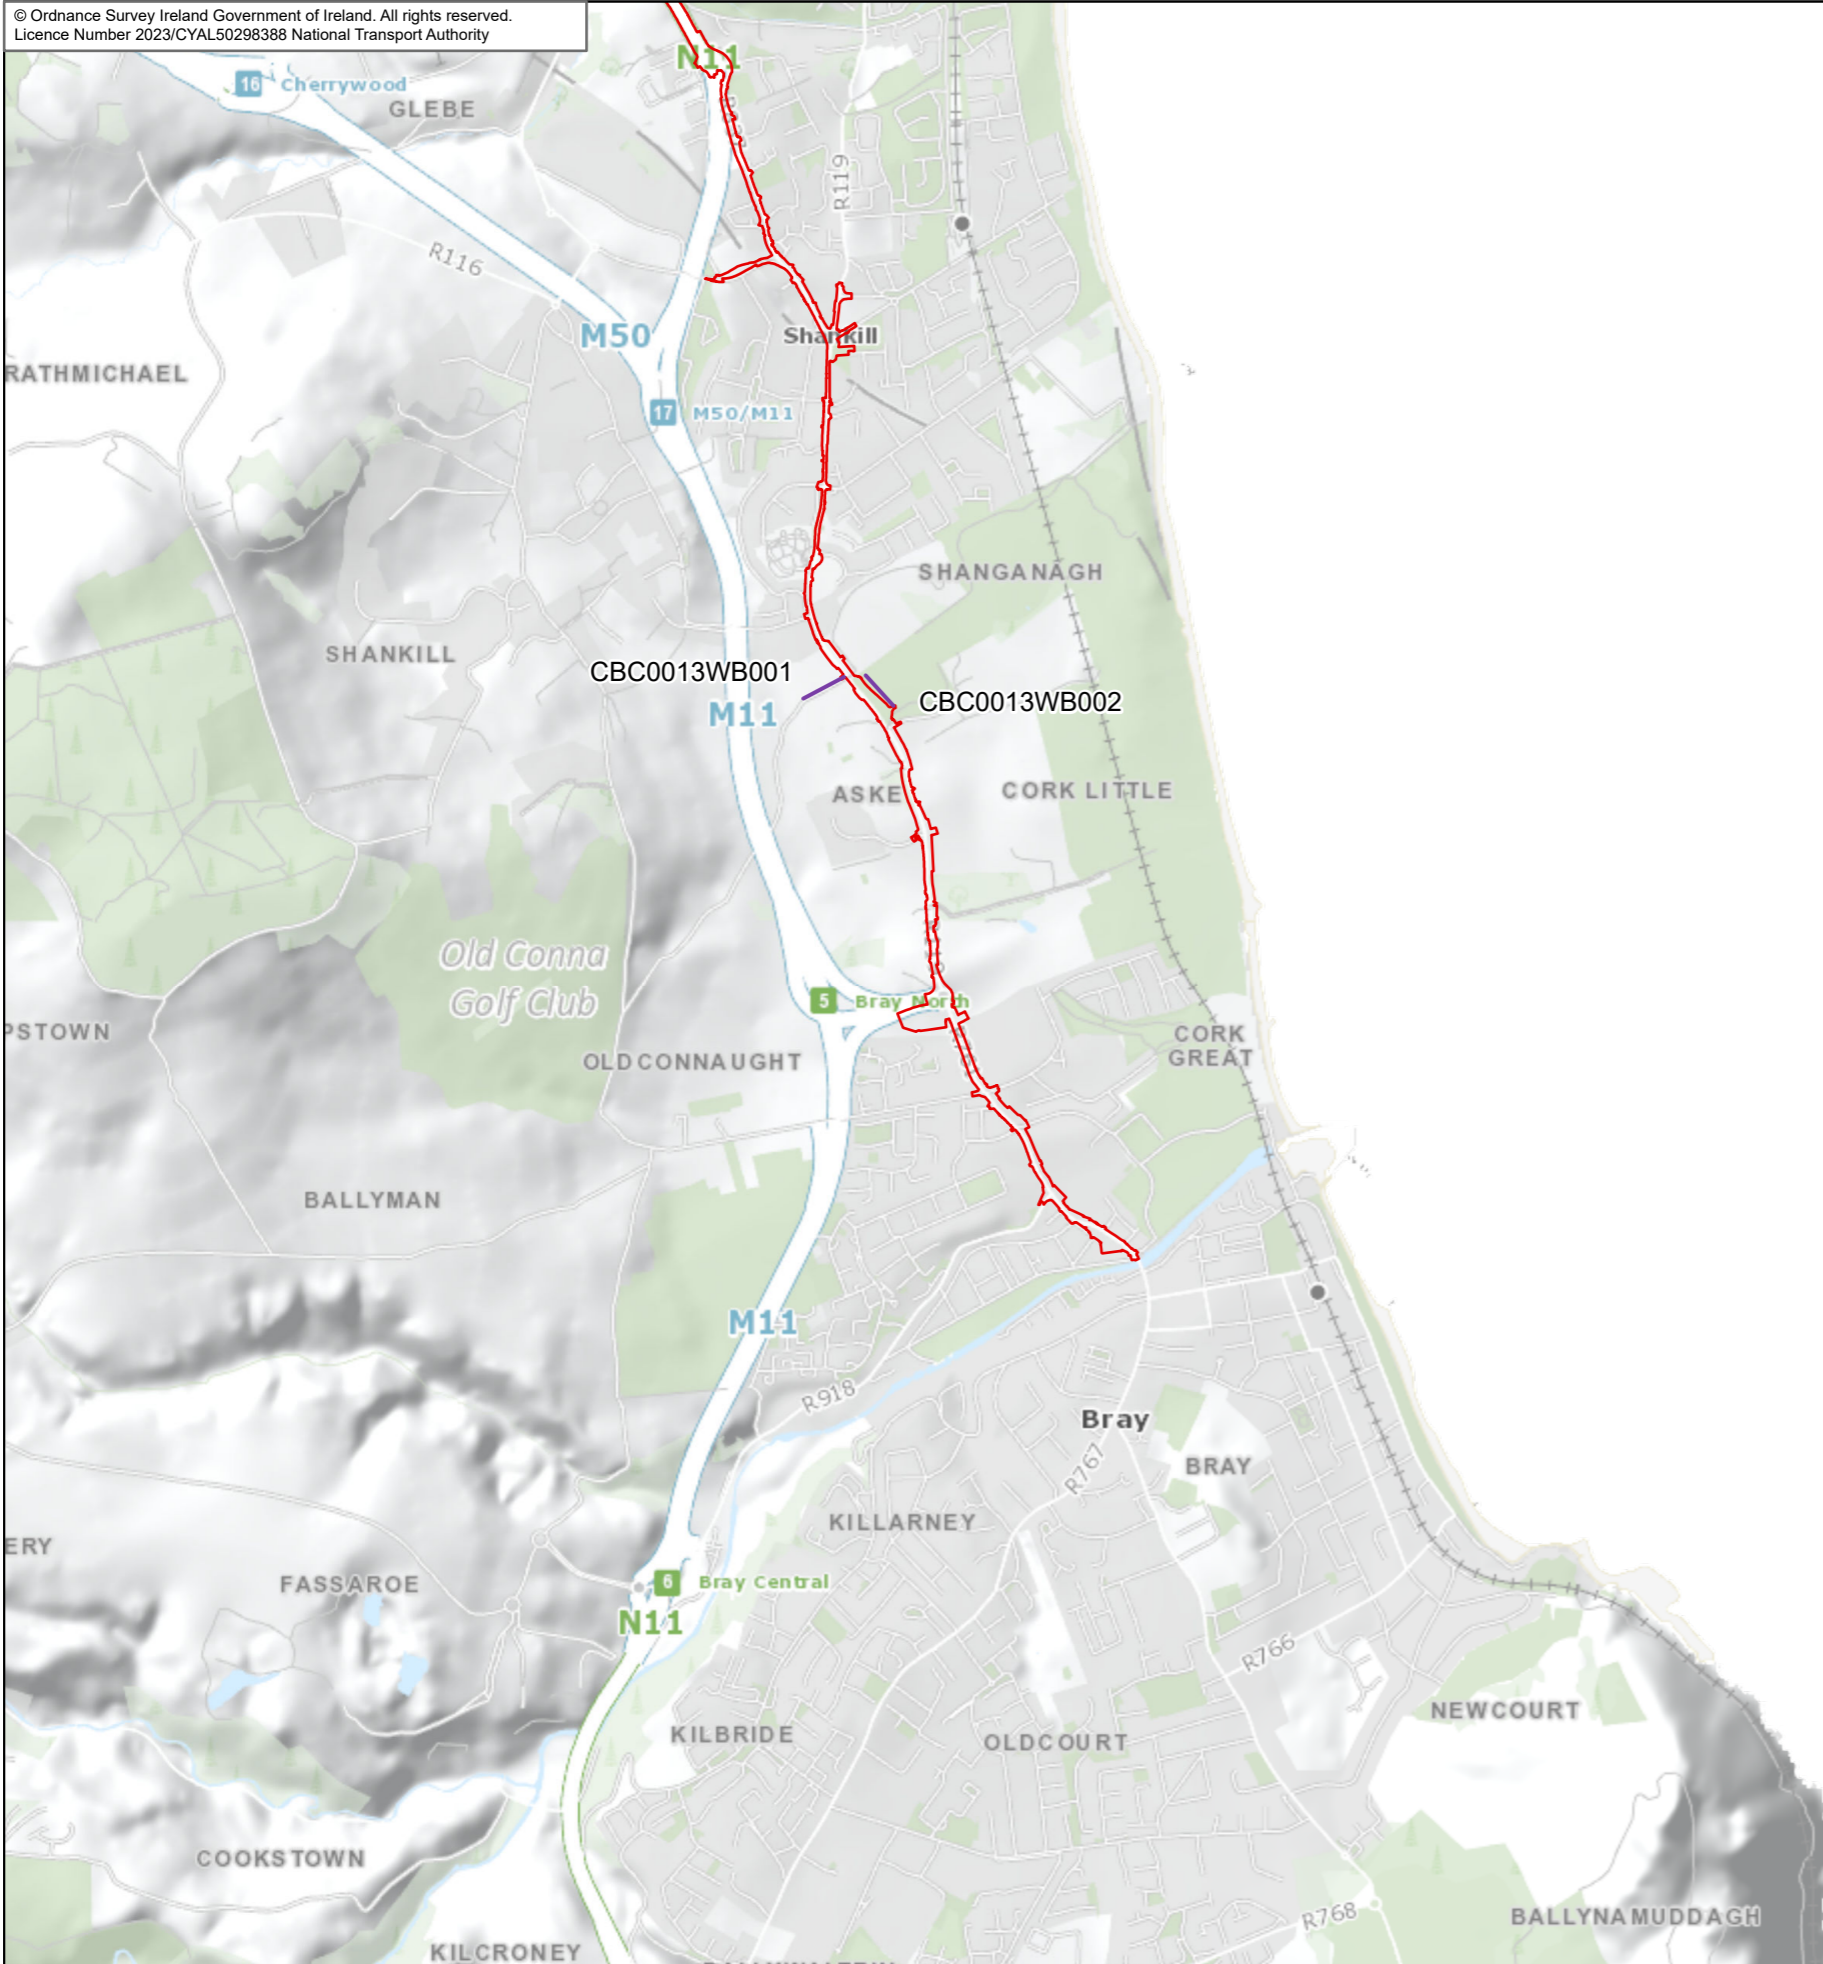 © Ordnance Survey Ireland Government of Ireland. All rights reserved.
Licence Number 2023/CYAL50298388 National Transport Authority
N11
16 Cherrywood
GLEBE
R119
R116
M50
Shankill
RATHMICHAEL
17 M50/M11
SHANGANAGH
SHANKILL
CBC0013WB001
CBC0013WB002
M11
ASKE
CORK LITTLE
Old Conna
Golf Club
5 Bray North
PSTOWN
CORK
GREAT
OLDCONNAUGHT
BALLYMAN
M11
R918
Bray
R767
BRAY
KILLARNEY
ERY
FASSAROE
6 Bray Central
N11
R766
NEWCOURT
KILBRIDE
OLDCOURT
COOKSTOWN
R768
BALLYNAMUDDAGH
KILCRONEY